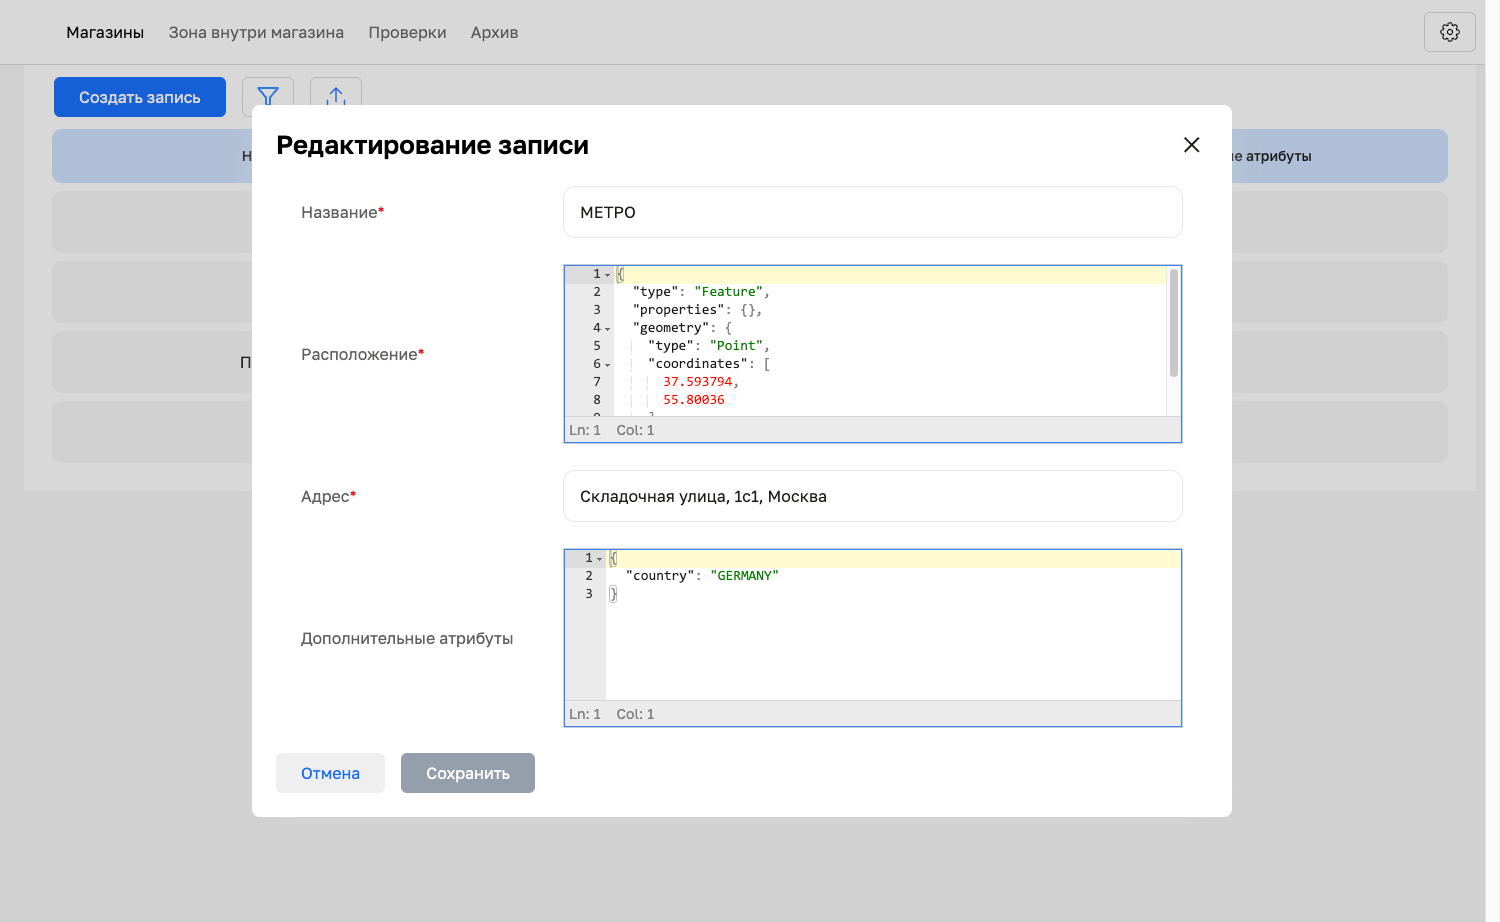 Магазины Зона внутри магазина Проверки Архив
Создать запись
Редактирование записи
атрибуты
Название*
МЕТРО
Расположение*
1 {
2 "type": "Feature",
3 "properties": {},
4 "geometry": {
5 "type": "Point",
6 "coordinates": [
7 37.593794,
8 55.80036
Ln: 1 Col: 1
Адрес*
Складочная улица, 1с1, Москва
Дополнительные атрибуты
1 {
2 "country": "GERMANY"
3 }
Ln: 1 Col: 1
Отмена Сохранить